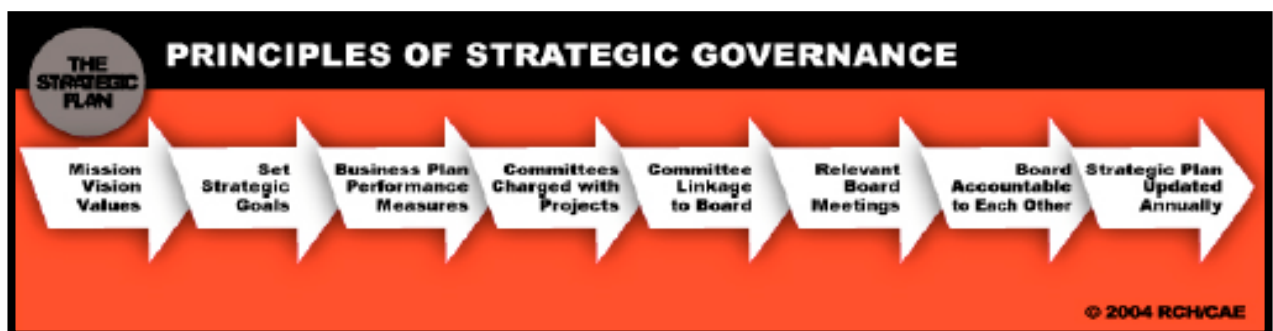 PRINCIPLES OF STRATEGIC GOVERNANCE
THE
STRATEGIC
PLAN
Mission
Vision
Values
Set
Strategic
Goals
Business Plan
Performance
Measures
Committees
Charged with
Projects
Committee
Linkage
to Board
Relevant
Board
Meetings
Board
Accountable
to Each Other
Strategic Plan
Updated
Annually
© 2004 RCH/CAE